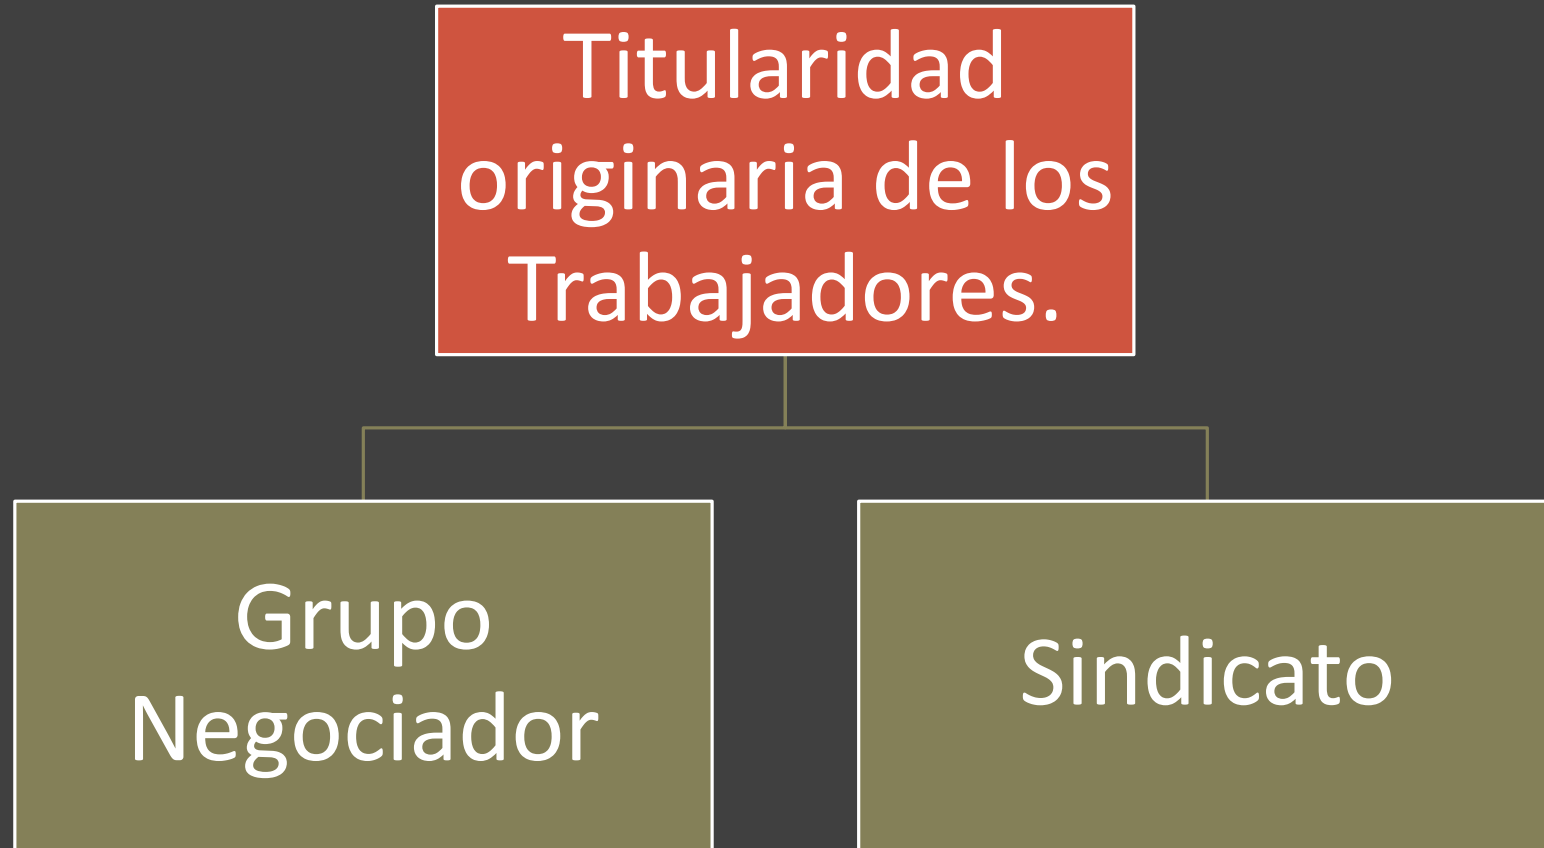 Titularidad
originaria de los
Trabajadores.
Grupo
Negociador
Sindicato